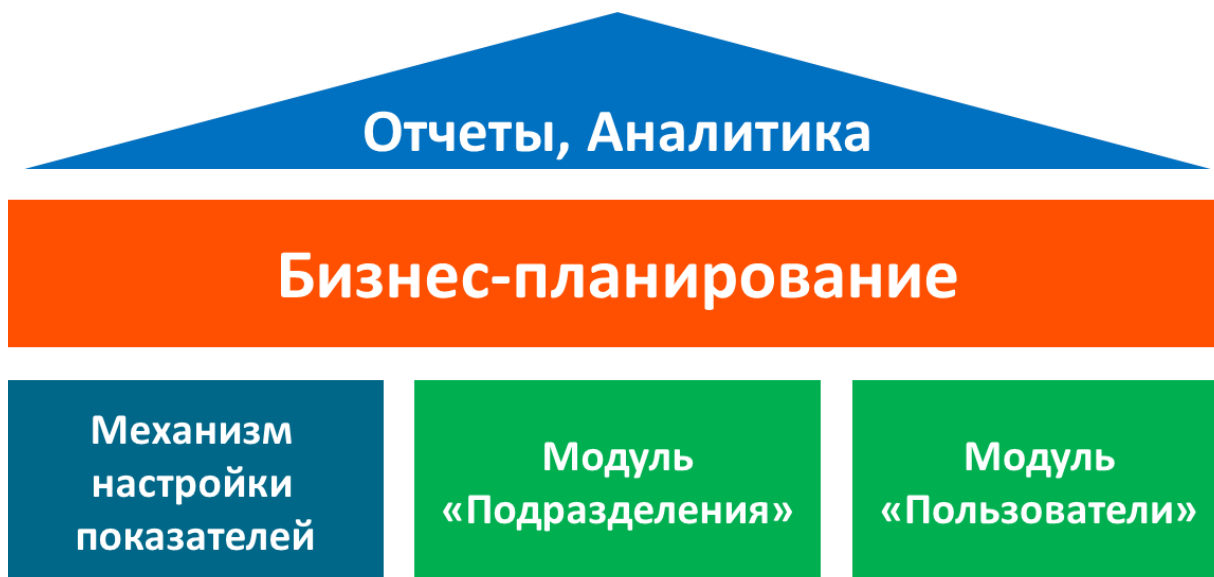 Отчеты, Аналитика
Бизнес-планирование
Механизм
настройки
показателей
Модуль
«Подразделения»
Модуль
«Пользователи»